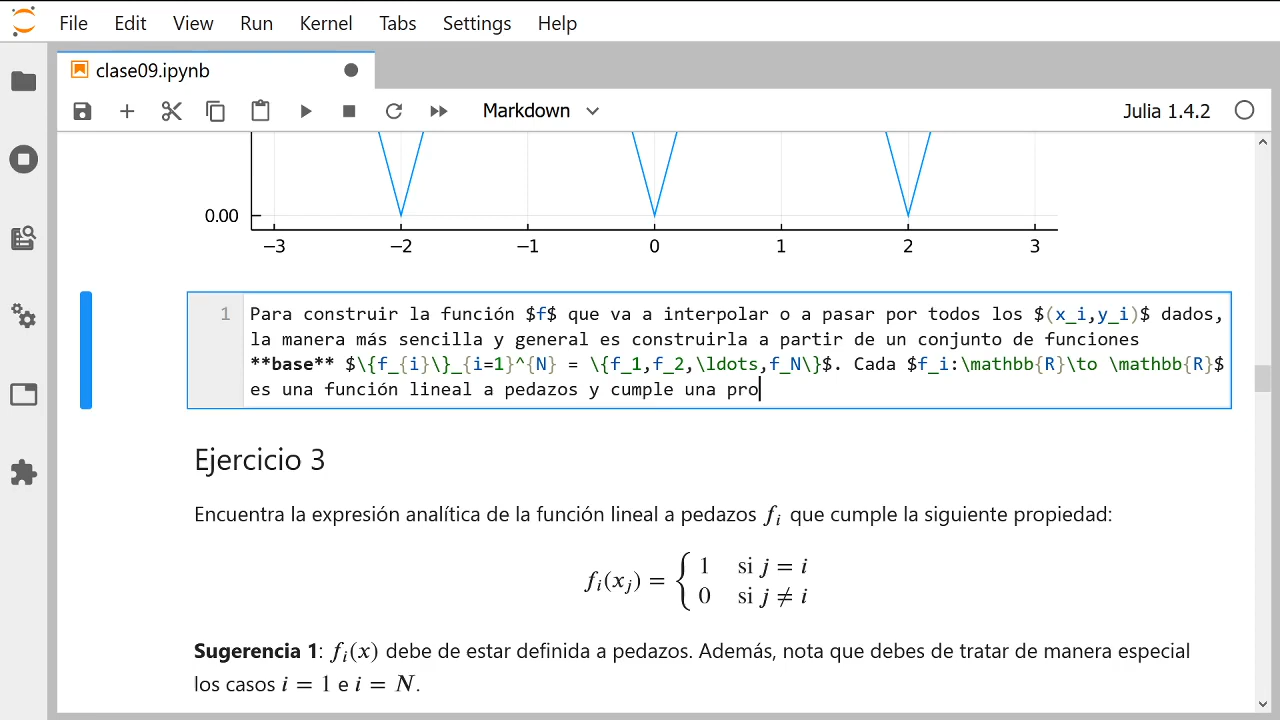 File Edit View Run Kernel Tabs Settings Help
clase09.ipynb
Markdown Julia 1.4.2
0.00
−3 −2 −1 0 1 2 3
1 Para construir la función $f$ que va a interpolar o a pasar por todos los $(x_i,y_i)$ dados,
la manera más sencilla y general es construirla a partir de un conjunto de funciones
**base** $\{f_{i}\}_{i=1}^{N} = \{f_1,f_2,\ldots,f_N\}$. Cada $f_i:\mathbb{R}\to \mathbb{R}$
es una función lineal a pedazos y cumple una pro
Ejercicio 3
Encuentra la expresión analítica de la función lineal a pedazos f_i que cumple la siguiente propiedad:
f_i(x_j) = { 1 si j = i
0 si j ≠ i
Sugerencia 1: f_i(x) debe de estar definida a pedazos. Además, nota que debes de tratar de manera especial
los casos i = 1 e i = N.